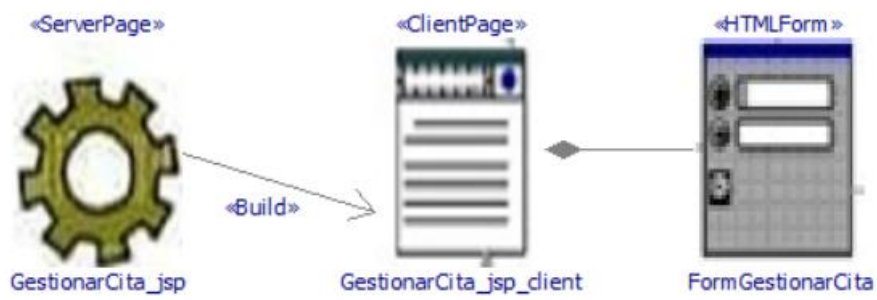 «ServerPage»
«ClientPage»
«HTMLForm»
«Build»
GestionarCita_jsp
GestionarCita_jsp_client
FormGestionarCita